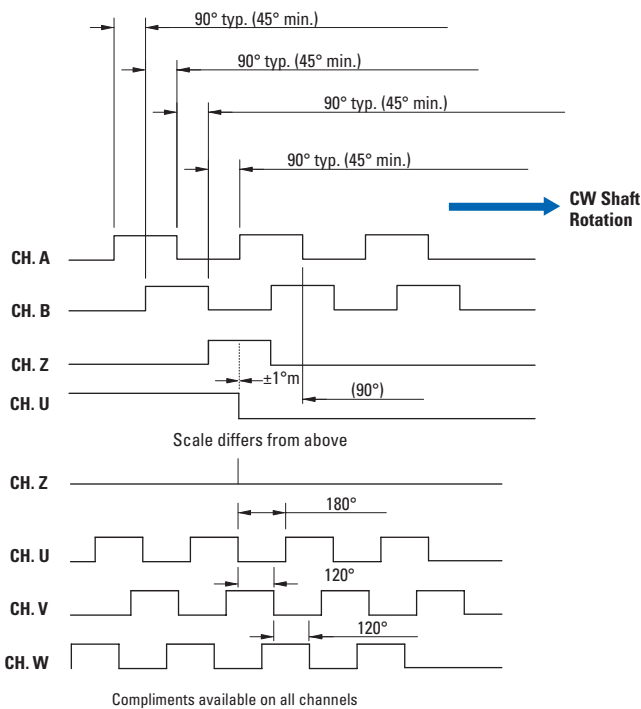 90° typ. (45° min.)
90° typ. (45° min.)
90° typ. (45° min.)
90° typ. (45° min.)
CW Shaft
Rotation
CH. A
CH. B
CH. Z
±1°m
CH. U
(90°)
Scale differs from above
CH. Z
180°
CH. U
120°
CH. V
120°
CH. W
Compliments available on all channels